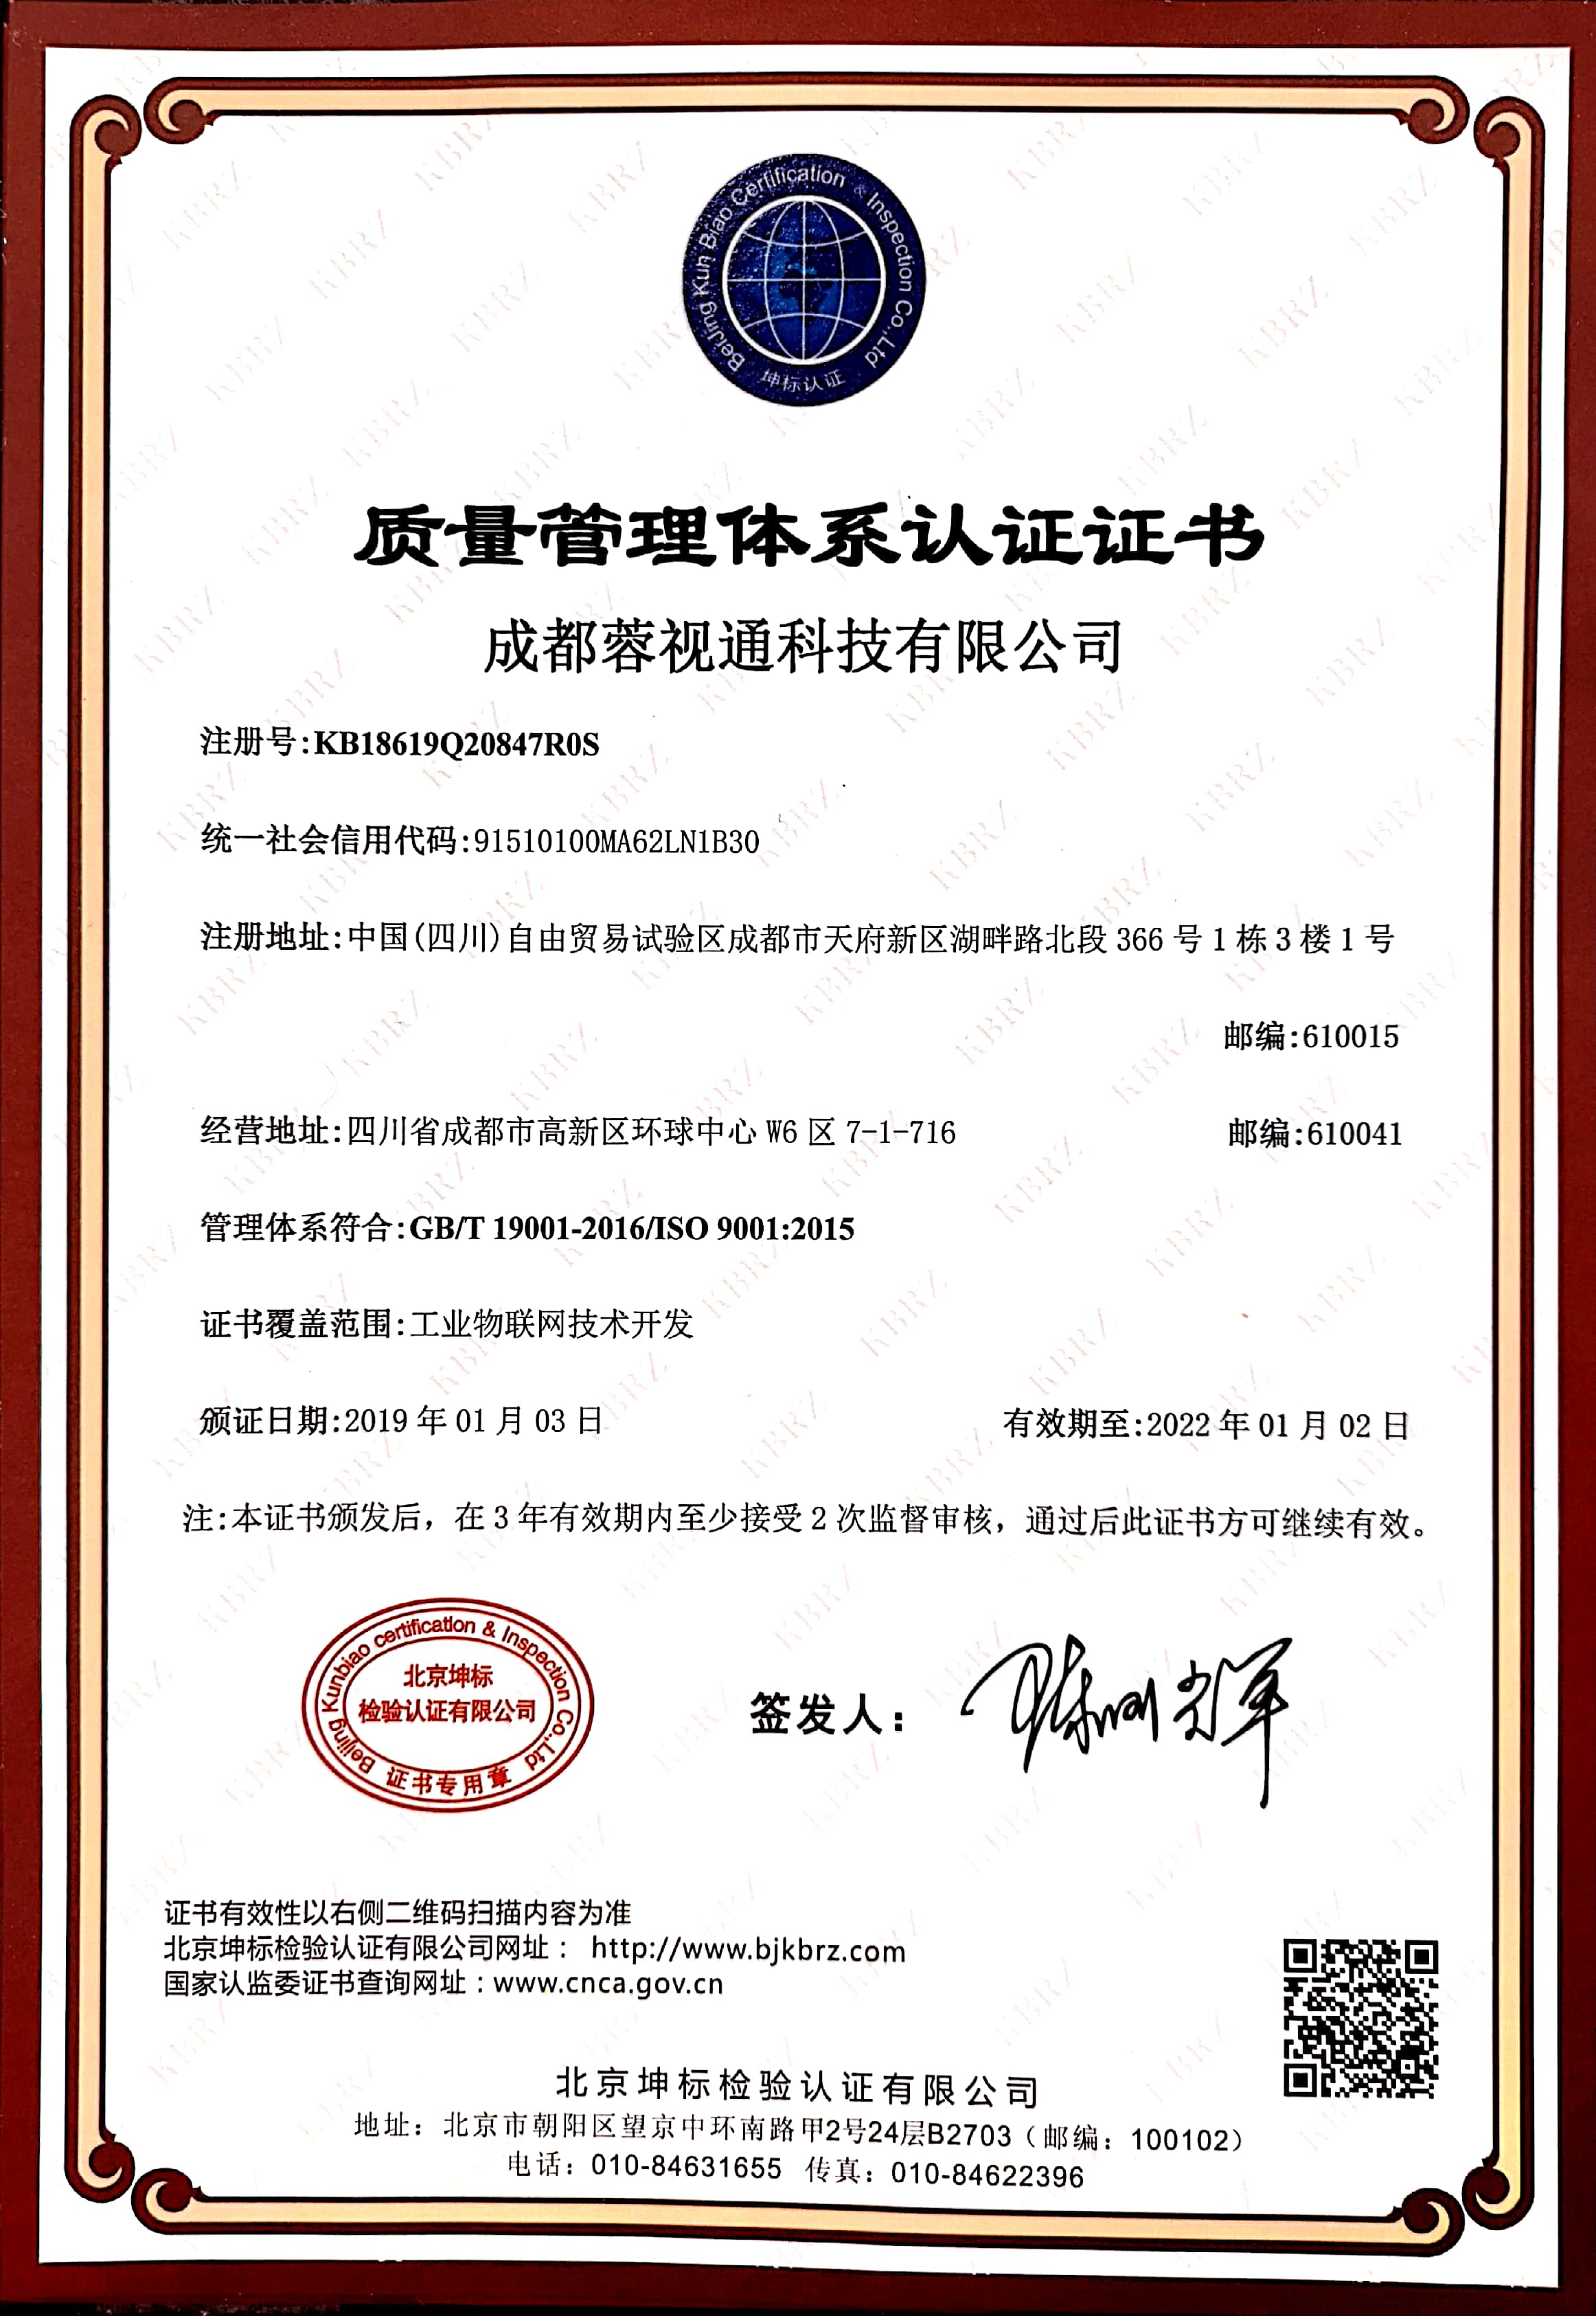 Beijing Kun Biao Certification & Inspection Co.,Ltd
坤标认证
质量管理体系认证证书
成都蓉视通科技有限公司
注册号:KB18619Q20847R0S
统一社会信用代码:91510100MA62LN1B30
注册地址:中国(四川)自由贸易试验区成都市天府新区湖畔路北段 366 号 1 栋 3 楼 1 号
邮编:610015
经营地址:四川省成都市高新区环球中心 W6 区 7-1-716 邮编:610041
管理体系符合:GB/T 19001-2016/ISO 9001:2015
证书覆盖范围:工业物联网技术开发
颁证日期:2019 年 01 月 03 日 有效期至:2022 年 01 月 02 日
注:本证书颁发后，在 3 年有效期内至少接受 2 次监督审核，通过后此证书方可继续有效。
Beijing Kunbiao certification & Inspection Co.,Ltd
北京坤标
检验认证有限公司
证书专用章
签发人：
证书有效性以右侧二维码扫描内容为准
北京坤标检验认证有限公司网址： http://www.bjkbrz.com
国家认监委证书查询网址：www.cnca.gov.cn
北京坤标检验认证有限公司
地址：北京市朝阳区望京中环南路甲2号24层B2703（邮编：100102）
电话：010-84631655 传真：010-84622396
KBRZ